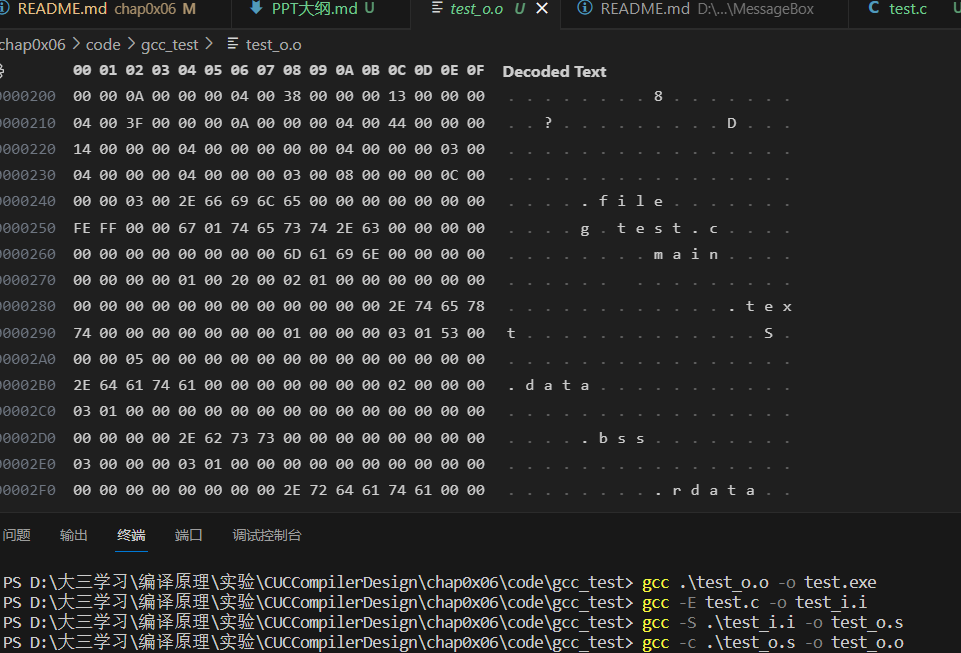 README.md chap0x06 M PPT大纲.md U test_o.o U README.md D:\...\MessageBox test.c U
chap0x06 > code > gcc_test > test_o.o
00 01 02 03 04 05 06 07 08 09 0A 0B 0C 0D 0E 0F Decoded Text
0000200 00 00 0A 00 00 00 04 00 38 00 00 00 13 00 00 00 . . . . . . . . 8 . . . . . . .
0000210 04 00 3F 00 00 00 0A 00 00 00 04 00 44 00 00 00 . . ? . . . . . . . . . D . . .
0000220 14 00 00 00 04 00 00 00 00 00 04 00 00 00 03 00 . . . . . . . . . . . . . . . .
0000230 04 00 00 00 04 00 00 00 03 00 08 00 00 00 0C 00 . . . . . . . . . . . . . . . .
0000240 00 00 03 00 2E 66 69 6C 65 00 00 00 00 00 00 00 . . . . . f i l e . . . . . . .
0000250 FE FF 00 00 67 01 74 65 73 74 2E 63 00 00 00 00 . . . . g . t e s t . c . . . .
0000260 00 00 00 00 00 00 00 00 6D 61 69 6E 00 00 00 00 . . . . . . . . m a i n . . . .
0000270 00 00 00 00 01 00 20 00 02 01 00 00 00 00 00 00 . . . . . .   . . . . . . . . .
0000280 00 00 00 00 00 00 00 00 00 00 00 00 2E 74 65 78 . . . . . . . . . . . . . t e x
0000290 74 00 00 00 00 00 00 00 01 00 00 00 03 01 53 00 t . . . . . . . . . . . . . S .
00002A0 00 00 05 00 00 00 00 00 00 00 00 00 00 00 00 00 . . . . . . . . . . . . . . . .
00002B0 2E 64 61 74 61 00 00 00 00 00 00 00 02 00 00 00 . d a t a . . . . . . . . . . .
00002C0 03 01 00 00 00 00 00 00 00 00 00 00 00 00 00 00 . . . . . . . . . . . . . . . .
00002D0 00 00 00 00 2E 62 73 73 00 00 00 00 00 00 00 00 . . . . . b s s . . . . . . . .
00002E0 03 00 00 00 03 01 00 00 00 00 00 00 00 00 00 00 . . . . . . . . . . . . . . . .
00002F0 00 00 00 00 00 00 00 00 2E 72 64 61 74 61 00 00 . . . . . . . . . r d a t a . .
问题 输出 终端 端口 调试控制台
PS D:\大三学习\编译原理\实验\CUCCompilerDesign\chap0x06\code\gcc_test> gcc .\test_o.o -o test.exe
PS D:\大三学习\编译原理\实验\CUCCompilerDesign\chap0x06\code\gcc_test> gcc -E test.c -o test_i.i
PS D:\大三学习\编译原理\实验\CUCCompilerDesign\chap0x06\code\gcc_test> gcc -S .\test_i.i -o test_o.s
PS D:\大三学习\编译原理\实验\CUCCompilerDesign\chap0x06\code\gcc_test> gcc -c .\test_o.s -o test_o.o